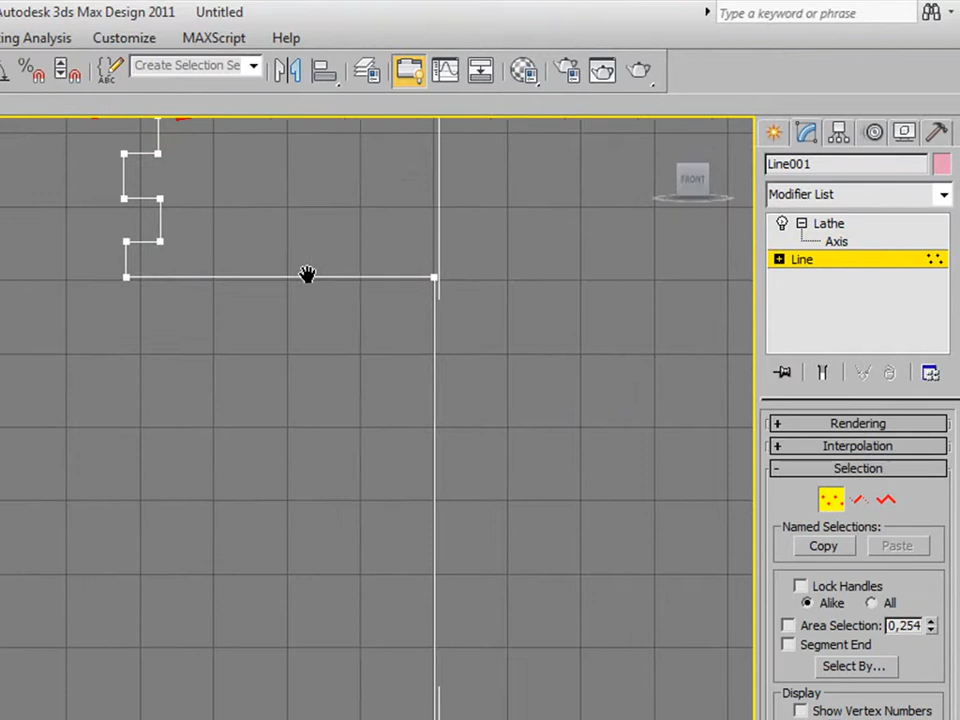 Autodesk 3ds Max Design 2011 Untitled
Type a keyword or phrase
ing Analysis Customize MAXScript Help
% ABC Create Selection Se
Line001
FRONT
Modifier List
Lathe
Axis
Line
+ Rendering
+ Interpolation
- Selection
Named Selections:
Copy Paste
Lock Handles
Alike All
Area Selection: 0,254
Segment End
Select By...
Display
Show Vertex Numbers